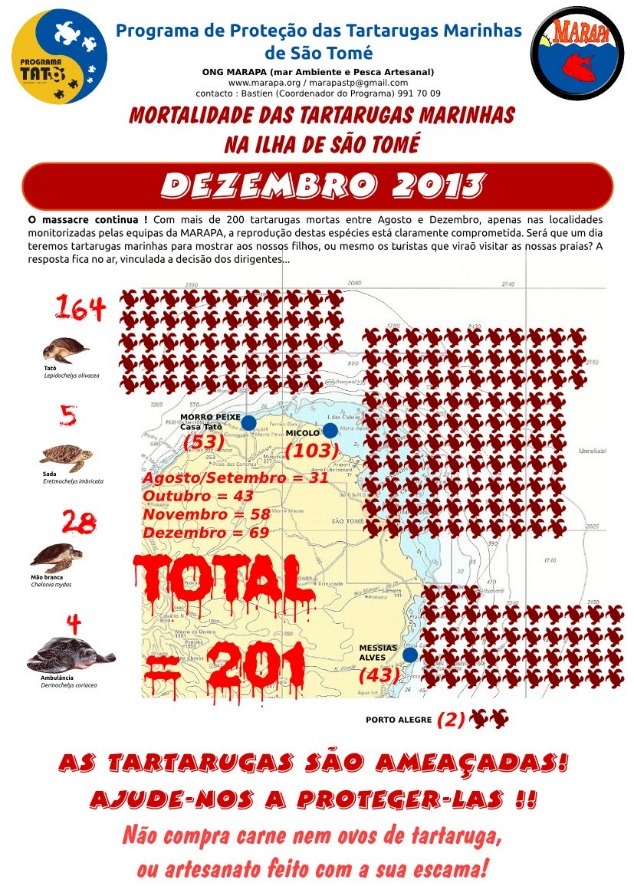 PROGRAMA
TATÔ
Programa de Proteção das Tartarugas Marinhas
de São Tomé
MARAPA
ONG MARAPA (mar Ambiente e Pesca Artesanal)
www.marapa.org / marapastp@gmail.com
contacto : Bastien (Coordenador do Programa) 991 70 09
MORTALIDADE DAS TARTARUGAS MARINHAS
NA ILHA DE SÃO TOMÉ
DEZEMBRO 2013
O massacre continua ! Com mais de 200 tartarugas mortas entre Agosto e Dezembro, apenas nas localidades
monitorizadas pelas equipas da MARAPA, a reprodução destas espécies está claramente comprometida. Será que um dia
teremos tartarugas marinhas para mostrar aos nossos filhos, ou mesmo os turistas que viraõ visitar as nossas praias? A
resposta fica no ar, vinculada a decisão dos dirigentes...
164
Tatô
Lepidochelys olivacea
5
Sada
Eretmochelys imbricata
28
Mão branca
Chelonia mydas
4
Ambulância
Dermochelys coriacea
MORRO PEIXE
Casa Tatô
(53)
MICOLO
(103)
Agosto/Setembro = 31
Outubro = 43
Novembro = 58
Dezembro = 69
SÃO TOMÉ
TOTAL
= 201
MESSIAS
ALVES
(43)
PORTO ALEGRE (2)
AS TARTARUGAS SÃO AMEAÇADAS!
AJUDE-NOS A PROTEGER-LAS !!
Não compra carne nem ovos de tartaruga,
ou artesanato feito com a sua escama!